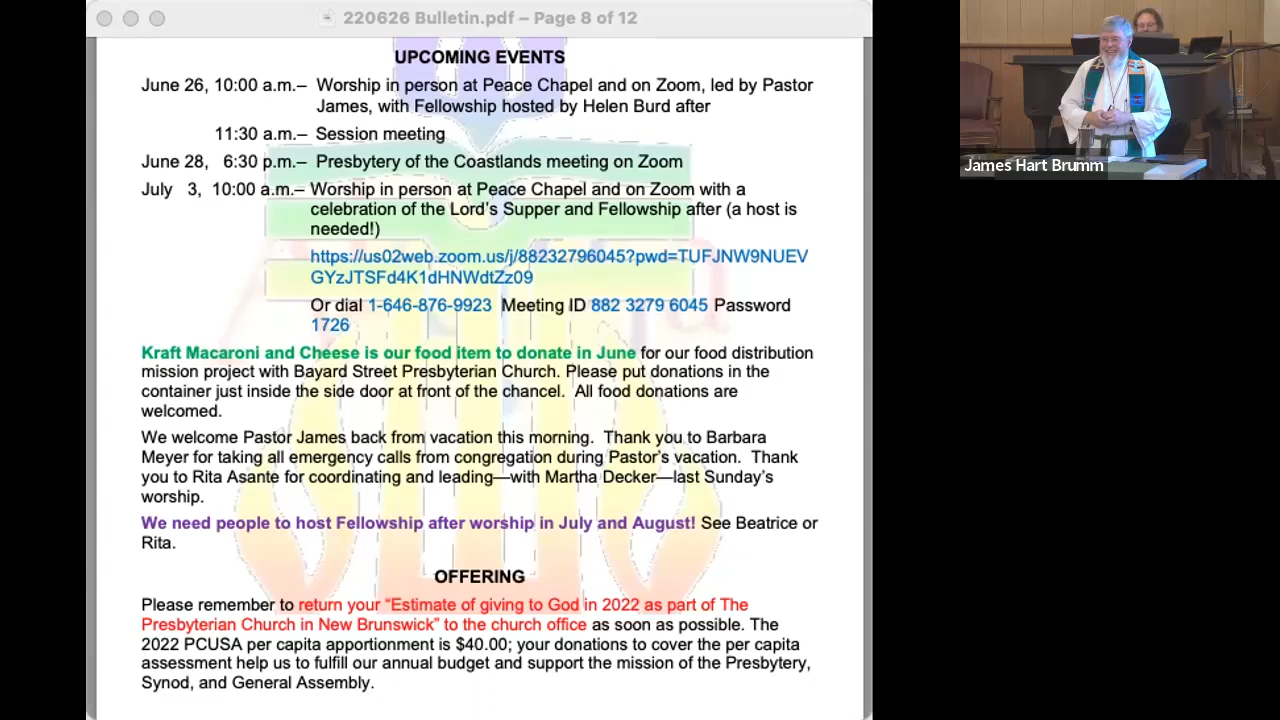 220626 Bulletin.pdf – Page 8 of 12
UPCOMING EVENTS
June 26, 10:00 a.m.– Worship in person at Peace Chapel and on Zoom, led by Pastor
James, with Fellowship hosted by Helen Burd after
11:30 a.m.– Session meeting
June 28, 6:30 p.m.– Presbytery of the Coastlands meeting on Zoom
July 3, 10:00 a.m.– Worship in person at Peace Chapel and on Zoom with a
celebration of the Lord's Supper and Fellowship after (a host is
needed!)
https://us02web.zoom.us/j/88232796045?pwd=TUFJNW9NUEV
GYzJTSFd4K1dHNWdtZz09
Or dial 1-646-876-9923 Meeting ID 882 3279 6045 Password
1726
Kraft Macaroni and Cheese is our food item to donate in June for our food distribution
mission project with Bayard Street Presbyterian Church. Please put donations in the
container just inside the side door at front of the chancel. All food donations are
welcomed.
We welcome Pastor James back from vacation this morning. Thank you to Barbara
Meyer for taking all emergency calls from congregation during Pastor's vacation. Thank
you to Rita Asante for coordinating and leading—with Martha Decker—last Sunday's
worship.
We need people to host Fellowship after worship in July and August! See Beatrice or
Rita.
OFFERING
Please remember to return your “Estimate of giving to God in 2022 as part of The
Presbyterian Church in New Brunswick” to the church office as soon as possible. The
2022 PCUSA per capita apportionment is $40.00; your donations to cover the per capita
assessment help us to fulfill our annual budget and support the mission of the Presbytery,
Synod, and General Assembly.
James Hart Brumm